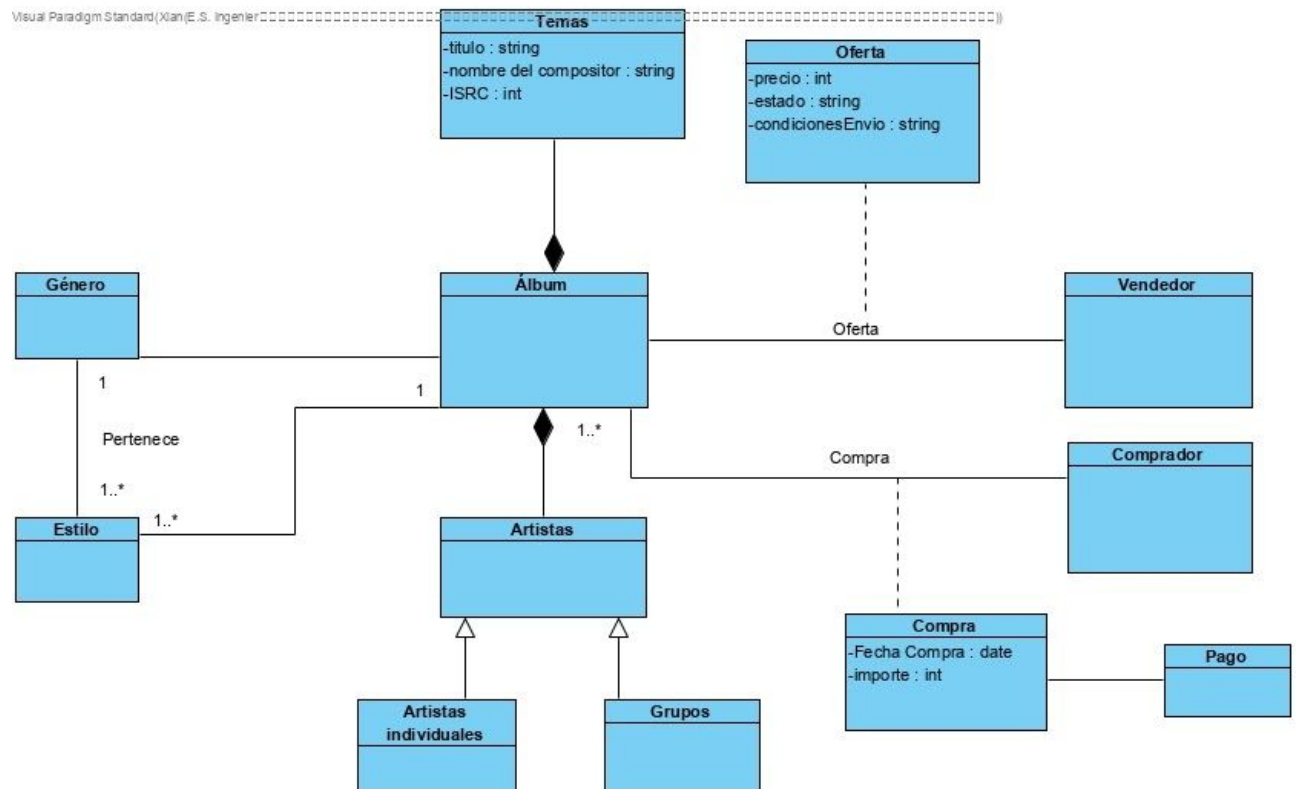 Visual Paradigm Standard(Xian(E.S. Ingenier
Temas
-titulo : string
-nombre del compositor : string
-ISRC : int
Oferta
-precio : int
-estado : string
-condicionesEnvio : string
Género
Álbum
Vendedor
Oferta
1
1
Pertenece
1..*
Compra
Comprador
1..*
1..*
Estilo
Artistas
Compra
-Fecha Compra : date
-importe : int
Pago
Artistas
individuales
Grupos